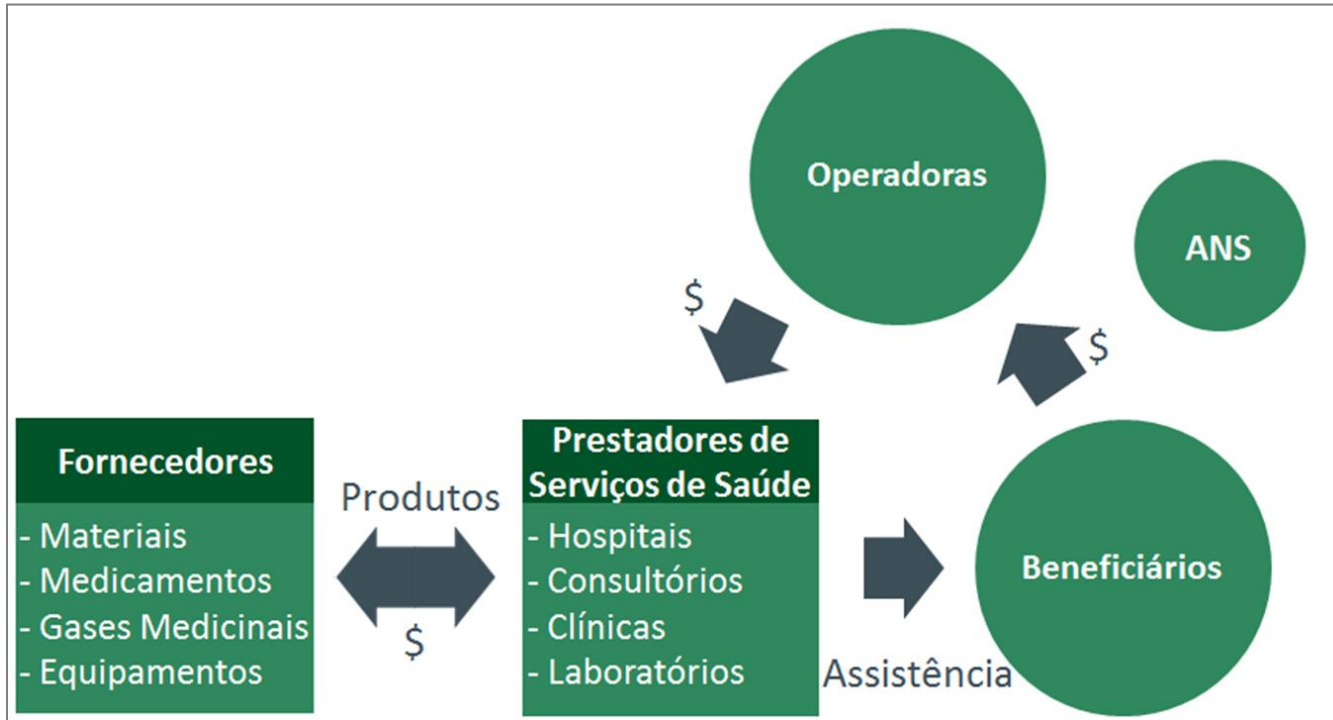 Operadoras
ANS
$
$
Fornecedores
- Materiais
- Medicamentos
- Gases Medicinais
- Equipamentos
Produtos
$
Prestadores de
Serviços de Saúde
- Hospitais
- Consultórios
- Clínicas
- Laboratórios
Assistência
Beneficiários